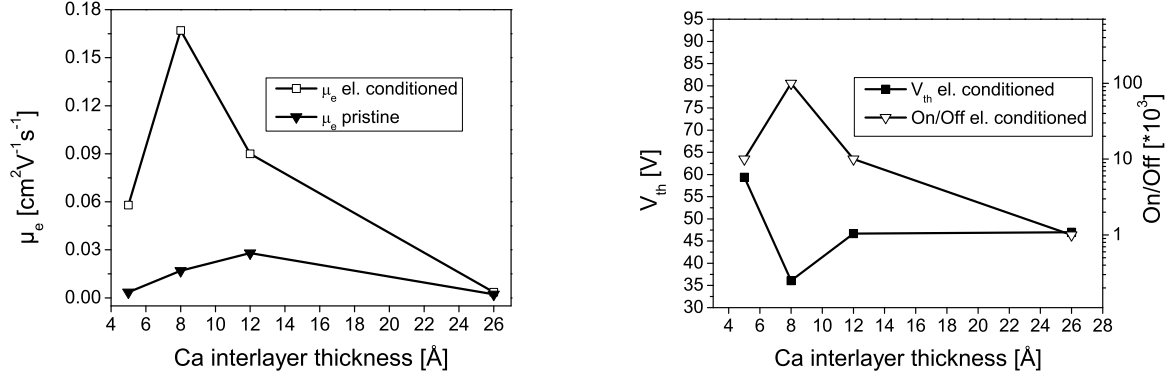 0.18
0.15
0.12
0.09
0.06
0.03
0.00
μe [cm²V⁻¹s⁻¹]
μe el. conditioned
μe pristine
4 6 8 10 12 14 16 18 20 22 24 26
Ca interlayer thickness [Å]
95
90
85
80
75
70
65
60
55
50
45
40
35
30
Vth [V]
Vth el. conditioned
On/Off el. conditioned
100
10
1
On/Off [*10³]
4 6 8 10 12 14 16 18 20 22 24 26 28
Ca interlayer thickness [Å]